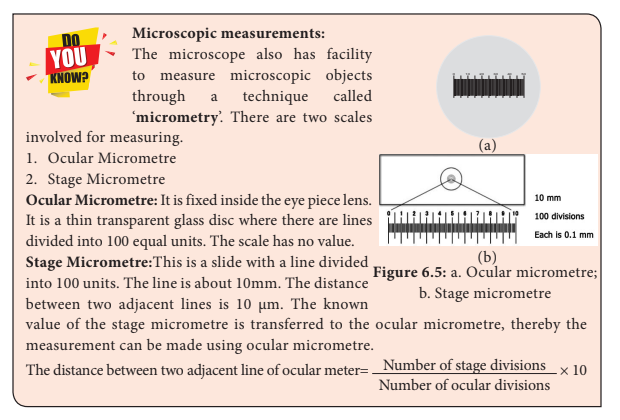 DO
YOU
KNOW?
Microscopic measurements:
The microscope also has facility
to measure microscopic objects
through a technique called
‘micrometry’. There are two scales
involved for measuring.
1. Ocular Micrometre
2. Stage Micrometre
Ocular Micrometre: It is fixed inside the eye piece lens.
It is a thin transparent glass disc where there are lines
divided into 100 equal units. The scale has no value.
Stage Micrometre:This is a slide with a line divided
into 100 units. The line is about 10mm. The distance
between two adjacent lines is 10 μm. The known
value of the stage micrometre is transferred to the ocular micrometre, thereby the
measurement can be made using ocular micrometre.
The distance between two adjacent line of ocular meter= Number of stage divisions / Number of ocular divisions × 10
(a)
0 1 2 3 4 5 6 7 8 9 10
10 mm
100 divisions
Each is 0.1 mm
(b)
Figure 6.5: a. Ocular micrometre;
b. Stage micrometre